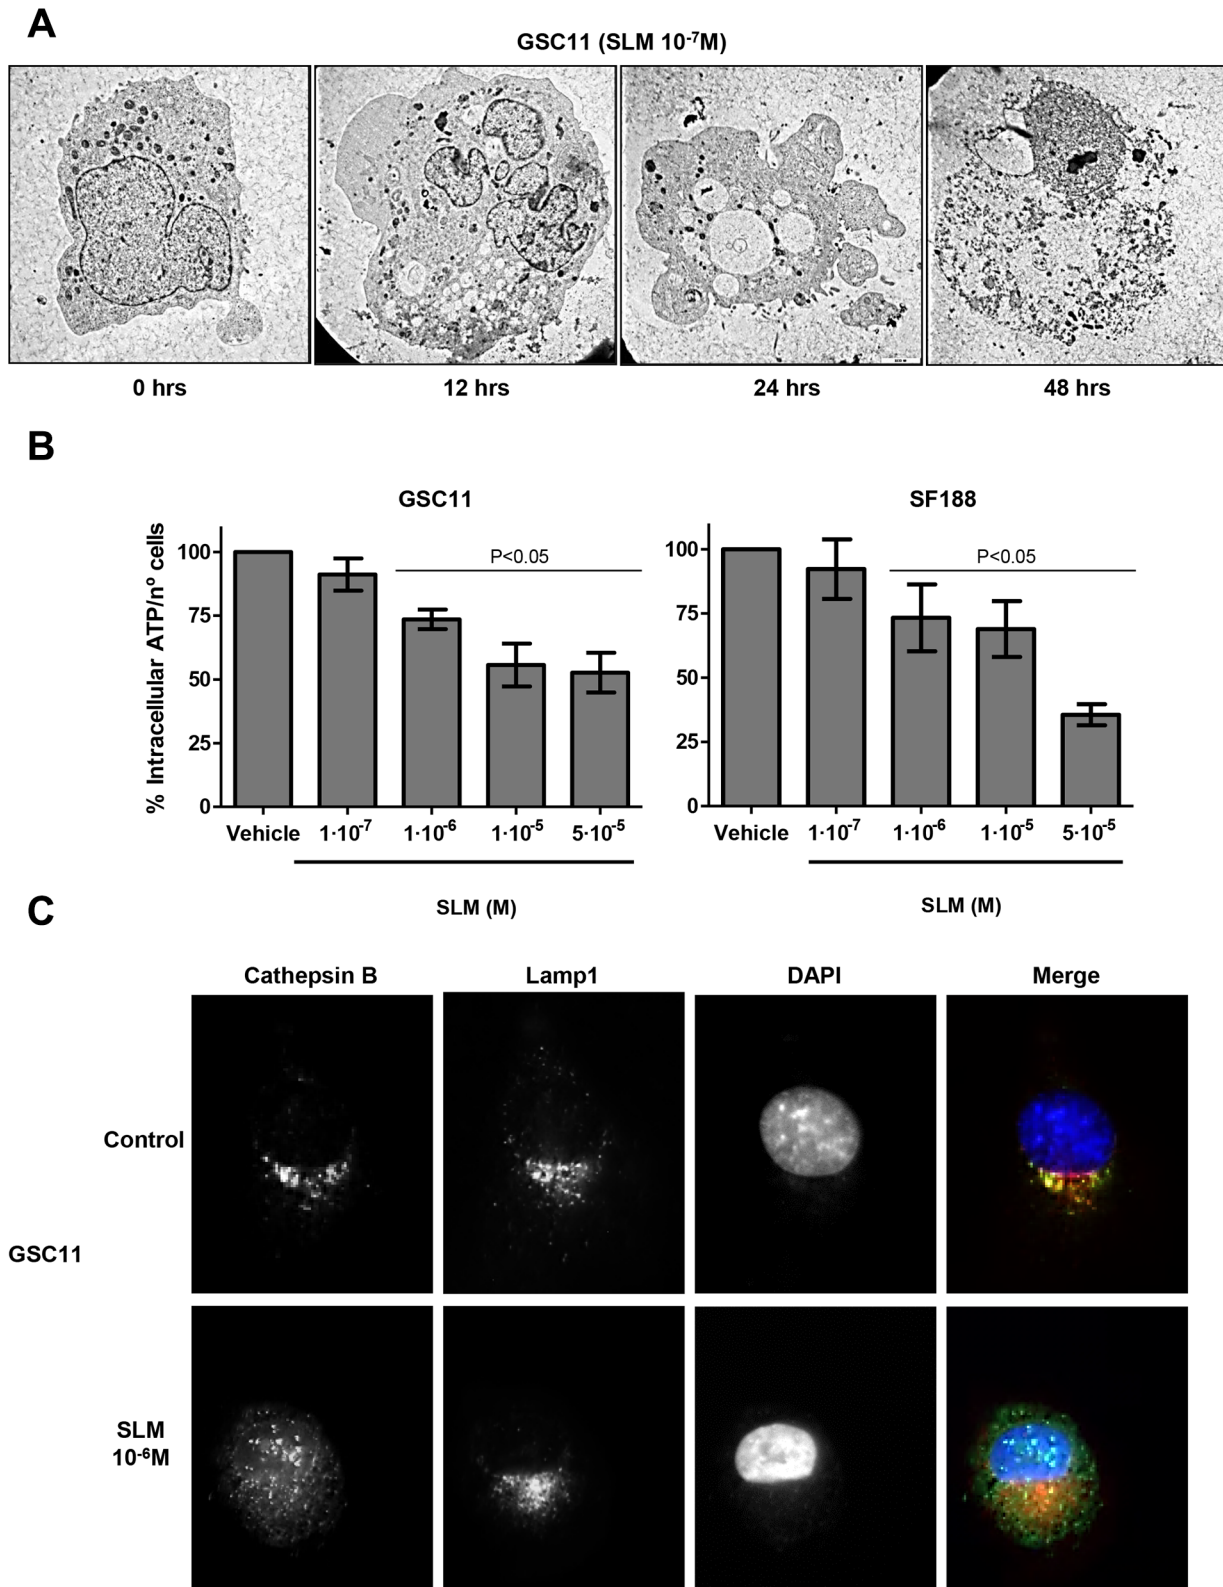 A
GSC11 (SLM 10⁻⁷M)
0 hrs 12 hrs 24 hrs 48 hrs
B
GSC11 SF188
% Intracellular ATP/nº cells
P<0.05 P<0.05
100 100
75 75
50 50
25 25
0 0
Vehicle 1·10⁻⁷ 1·10⁻⁶ 1·10⁻⁵ 5·10⁻⁵ Vehicle 1·10⁻⁷ 1·10⁻⁶ 1·10⁻⁵ 5·10⁻⁵
SLM (M) SLM (M)
C
Cathepsin B Lamp1 DAPI Merge
Control
GSC11
SLM
10⁻⁶M